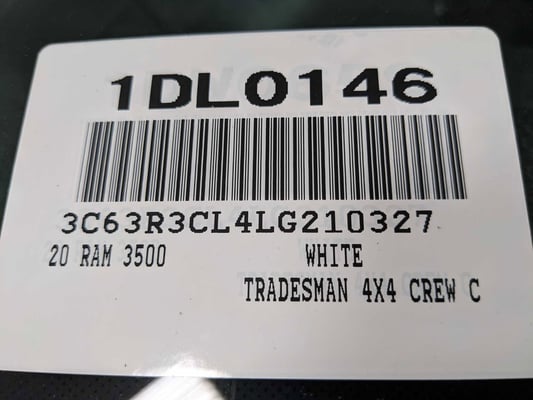 1DL0146
3C63R3CL4LG210327
20 RAM 3500 WHITE
TRADESMAN 4X4 CREW C